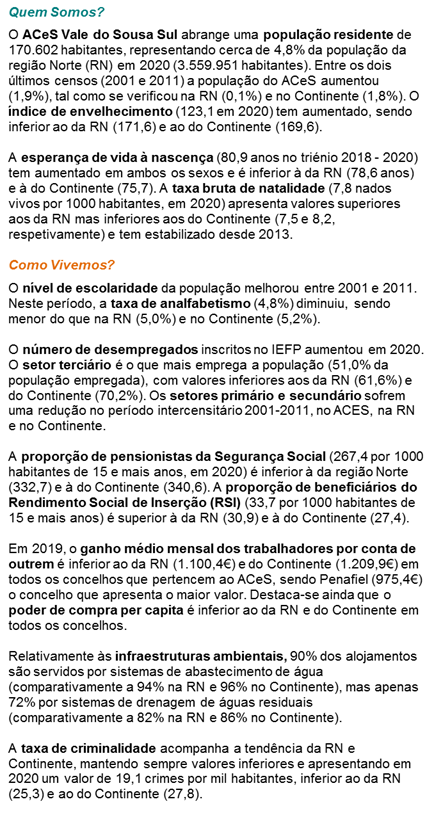 Quem Somos?
O ACeS Vale do Sousa Sul abrange uma população residente de
170.602 habitantes, representando cerca de 4,8% da população da
região Norte (RN) em 2020 (3.559.951 habitantes). Entre os dois
últimos censos (2001 e 2011) a população do ACeS aumentou
(1,9%), tal como se verificou na RN (0,1%) e no Continente (1,8%). O
índice de envelhecimento (123,1 em 2020) tem aumentado, sendo
inferior ao da RN (171,6) e ao do Continente (169,6).
A esperança de vida à nascença (80,9 anos no triénio 2018 - 2020)
tem aumentado em ambos os sexos e é inferior à da RN (78,6 anos)
e à do Continente (75,7). A taxa bruta de natalidade (7,8 nados
vivos por 1000 habitantes, em 2020) apresenta valores superiores
aos da RN mas inferiores aos do Continente (7,5 e 8,2,
respetivamente) e tem estabilizado desde 2013.
Como Vivemos?
O nível de escolaridade da população melhorou entre 2001 e 2011.
Neste período, a taxa de analfabetismo (4,8%) diminuiu, sendo
menor do que na RN (5,0%) e no Continente (5,2%).
O número de desempregados inscritos no IEFP aumentou em 2020.
O setor terciário é o que mais emprega a população (51,0% da
população empregada), com valores inferiores aos da RN (61,6%) e
do Continente (70,2%). Os setores primário e secundário sofrem
uma redução no período intercensitário 2001-2011, no ACES, na RN
e no Continente.
A proporção de pensionistas da Segurança Social (267,4 por 1000
habitantes de 15 e mais anos, em 2020) é inferior à da região Norte
(332,7) e à do Continente (340,6). A proporção de beneficiários do
Rendimento Social de Inserção (RSI) (33,7 por 1000 habitantes de
15 e mais anos) é superior à da RN (30,9) e à do Continente (27,4).
Em 2019, o ganho médio mensal dos trabalhadores por conta de
outrem é inferior ao da RN (1.100,4€) e do Continente (1.209,9€) em
todos os concelhos que pertencem ao ACeS, sendo Penafiel (975,4€)
o concelho que apresenta o maior valor. Destaca-se ainda que o
poder de compra per capita é inferior ao da RN e do Continente em
todos os concelhos.
Relativamente às infraestruturas ambientais, 90% dos alojamentos
são servidos por sistemas de abastecimento de água
(comparativamente a 94% na RN e 96% no Continente), mas apenas
72% por sistemas de drenagem de águas residuais
(comparativamente a 82% na RN e 86% no Continente).
A taxa de criminalidade acompanha a tendência da RN e
Continente, mantendo sempre valores inferiores e apresentando em
2020 um valor de 19,1 crimes por mil habitantes, inferior ao da RN
(25,3) e ao do Continente (27,8).